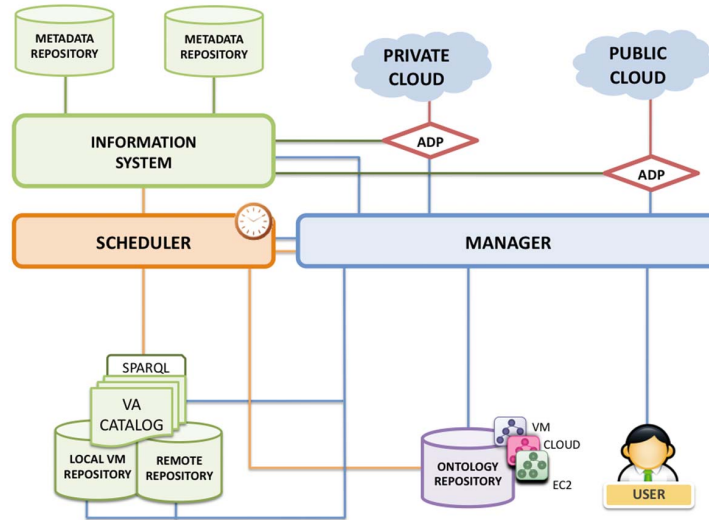 METADATA
REPOSITORY
METADATA
REPOSITORY
PRIVATE
CLOUD
PUBLIC
CLOUD
INFORMATION
SYSTEM
ADP
ADP
SCHEDULER
MANAGER
SPARQL
VA
CATALOG
LOCAL VM
REPOSITORY
REMOTE
REPOSITORY
ONTOLOGY
REPOSITORY
VM
CLOUD
EC2
USER